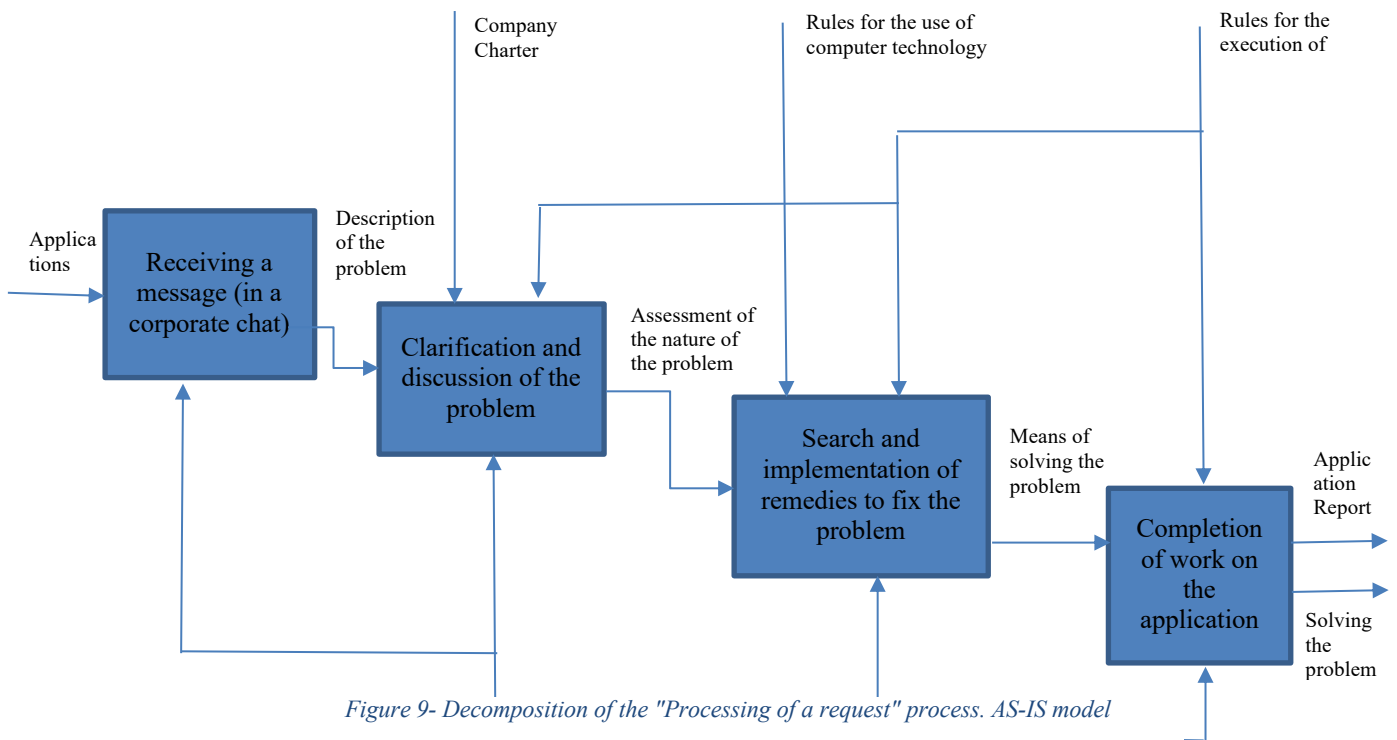 Company
Charter
Rules for the use of
computer technology
Rules for the
execution of
Applica
tions
Receiving a
message (in a
corporate chat)
Description
of the
problem
Clarification and
discussion of the
problem
Assessment of
the nature of
the problem
Search and
implementation of
remedies to fix the
problem
Means of
solving the
problem
Completion
of work on
the
application
Applic
ation
Report
Solving
the
problem
Figure 9- Decomposition of the "Processing of a request" process. AS-IS model